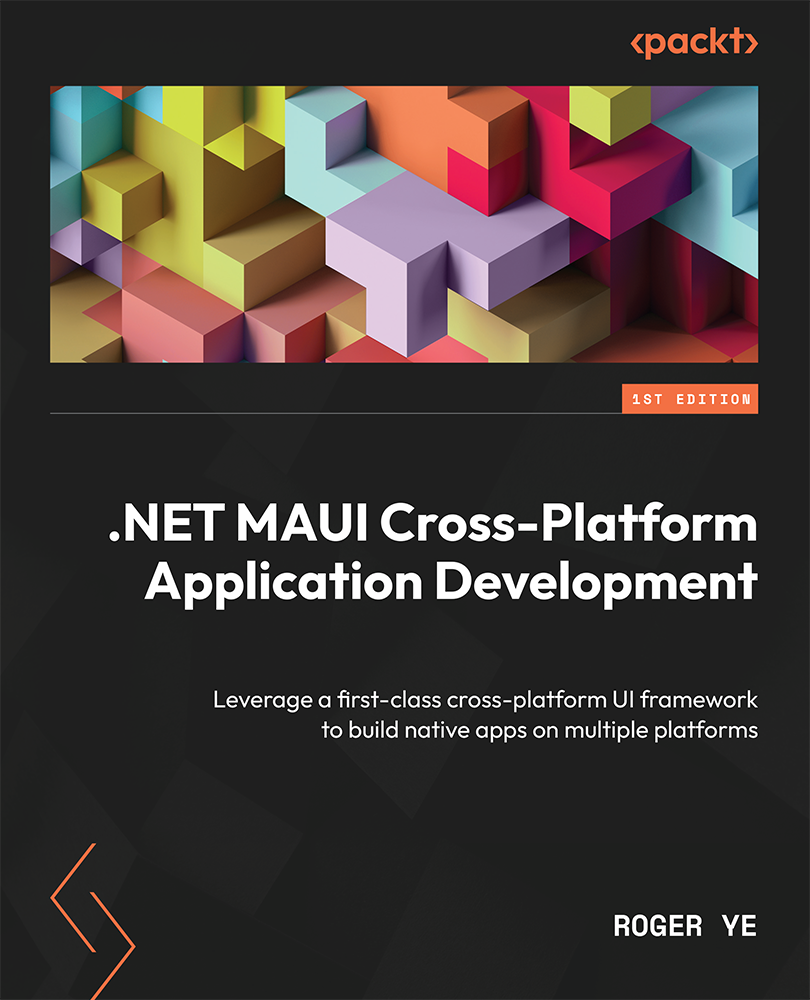 <packt>
1ST EDITION
.NET MAUI Cross-Platform
Application Development
Leverage a first-class cross-platform UI framework
to build native apps on multiple platforms
ROGER YE